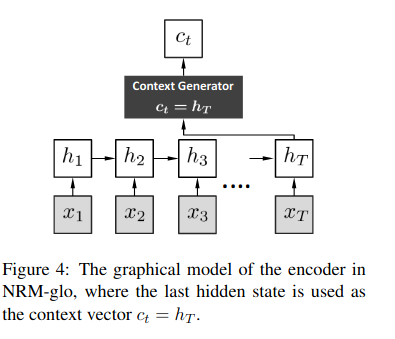 c_t
Context Generator
c_t = h_T
h_1 h_2 h_3 h_T
....
x_1 x_2 x_3 x_T
Figure 4: The graphical model of the encoder in
NRM-glo, where the last hidden state is used as
the context vector c_t = h_T.